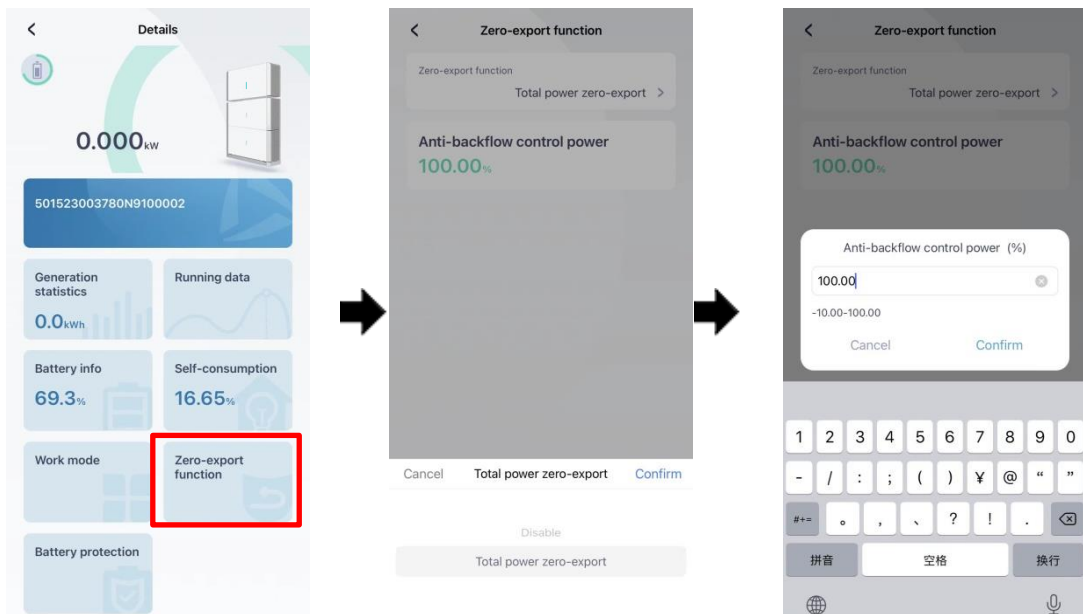 Details
0.000kW
501523003780N9100002
Generation
statistics
0.0kWh
Running data
Battery info
69.3%
Self-consumption
16.65%
Work mode
Zero-export
function
Battery protection
Zero-export function
Zero-export function
Total power zero-export >
Anti-backflow control power
100.00%
Cancel Total power zero-export Confirm
Disable
Total power zero-export
Zero-export function
Zero-export function
Total power zero-export >
Anti-backflow control power
100.00%
Anti-backflow control power (%)
100.00
-10.00-100.00
Cancel Confirm
1 2 3 4 5 6 7 8 9 0
- / : ; ( ) ¥ @ “ ”
#+= 。 , 、 ? ! .
拼音 空格 换行